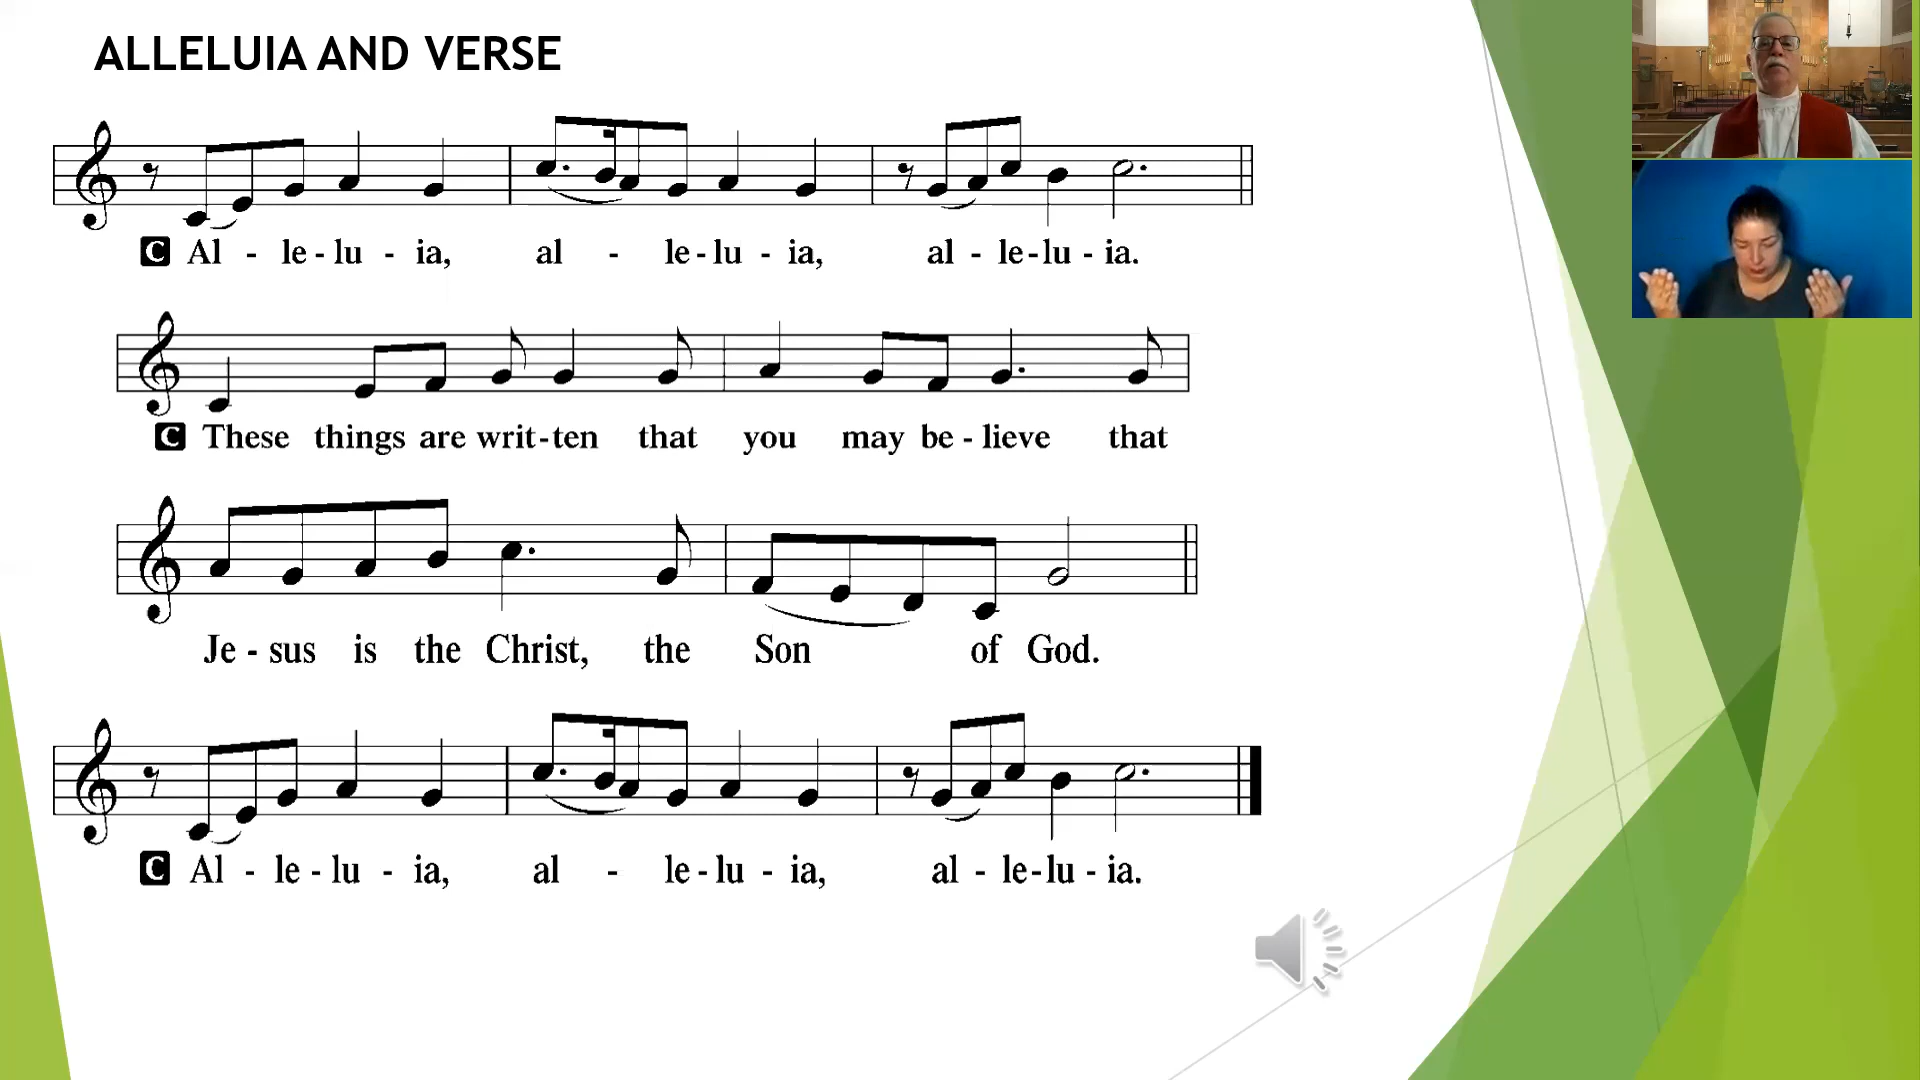 ALLELUIA AND VERSE
C Al - le - lu - ia, al - le - lu - ia, al - le - lu - ia.
C These things are writ - ten that you may be - lieve that
Je - sus is the Christ, the Son of God.
C Al - le - lu - ia, al - le - lu - ia, al - le - lu - ia.